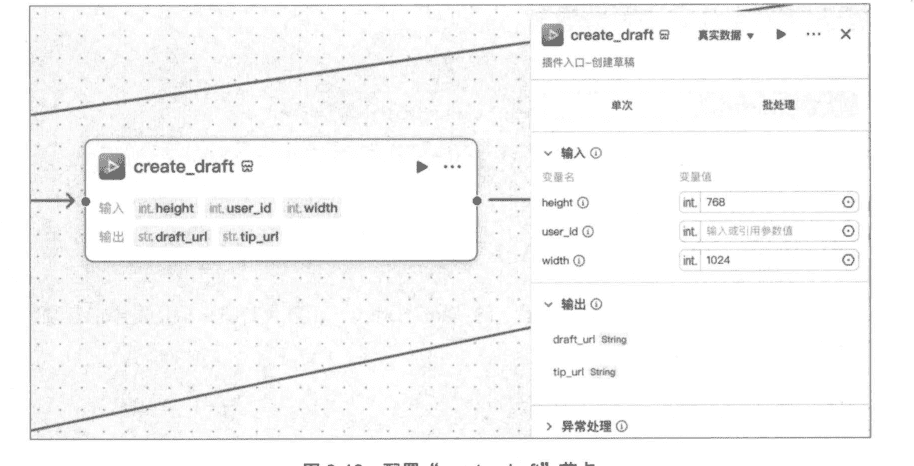 create_draft
输入 int. height int. user_id int. width
输出 str. draft_url str. tip_url
create_draft 真实数据
插件入口-创建草稿
单次 批处理
输入
变量名 变量值
height int. 768
user_id int. 输入或引用参数值
width int. 1024
输出
draft_url String
tip_url String
异常处理